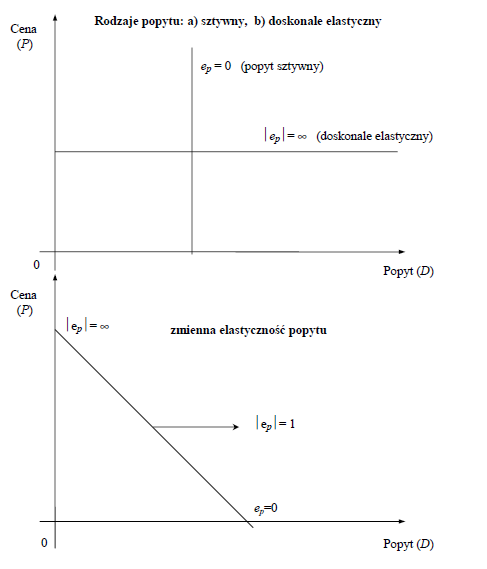 Rodzaje popytu: a) sztywny, b) doskonale elastyczny
Cena
(P)
ep = 0 (popyt sztywny)
|ep| = ∞ (doskonale elastyczny)
0
Popyt (D)
Cena
(P)
|ep| = ∞
zmienna elastyczność popytu
|ep| = 1
ep=0
0
Popyt (D)